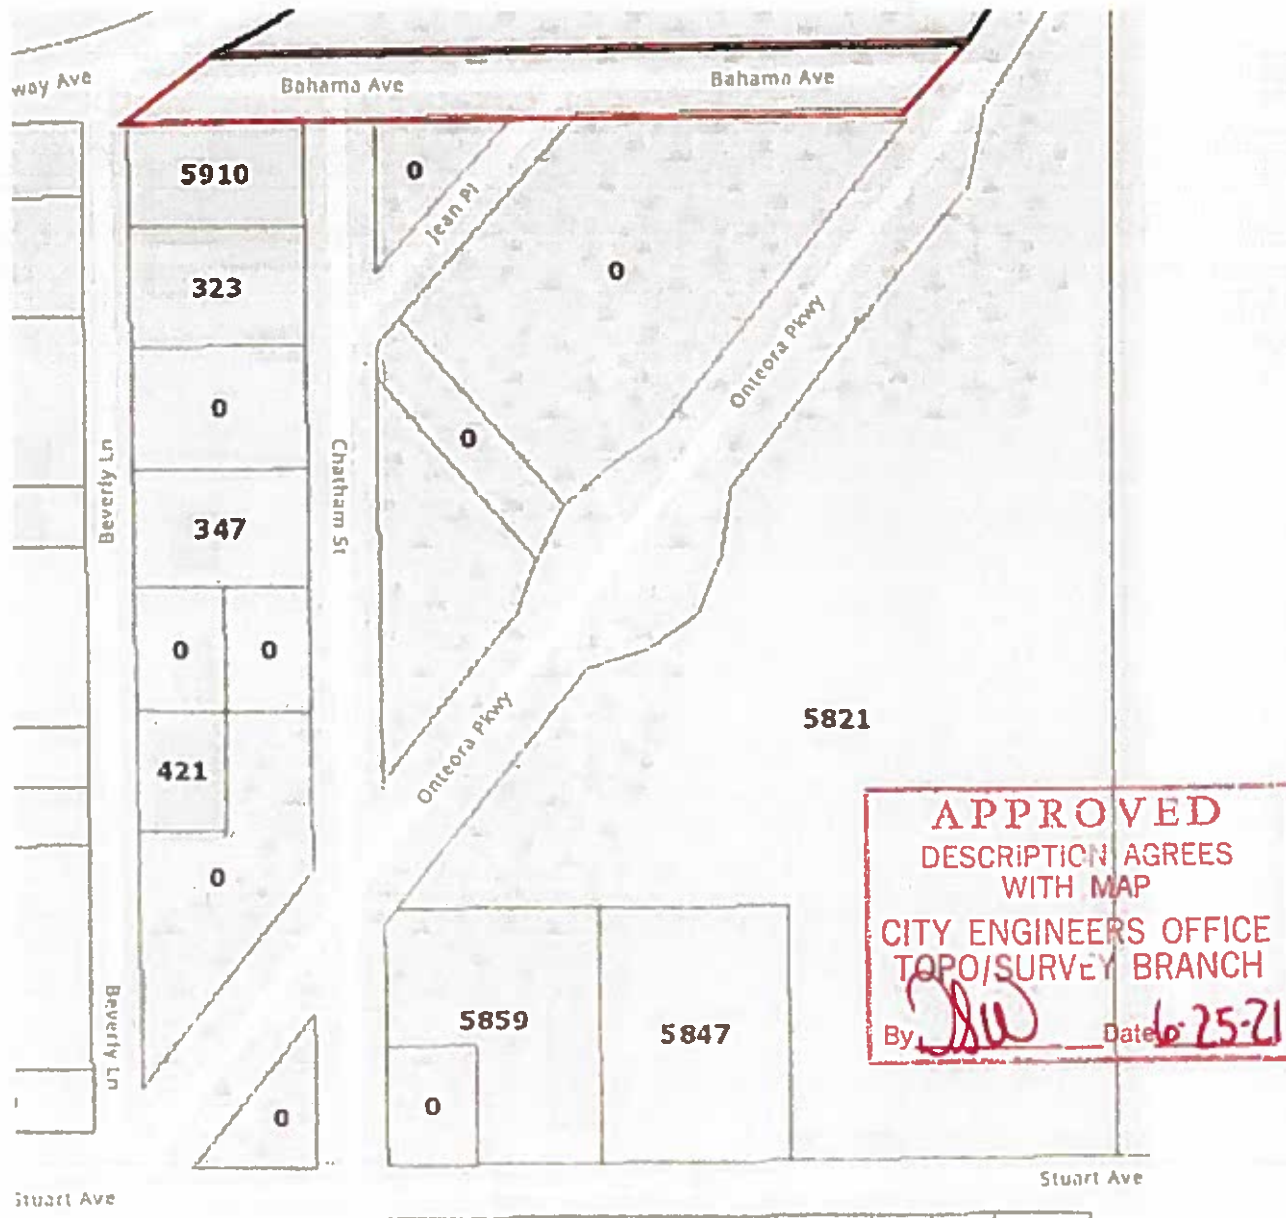 way Ave
Bahama Ave
Bahama Ave
5910
0
Jean Pl
323
0
Onteora Pkwy
0
0
Beverly Ln
Chatham St
347
0
0
Onteora Pkwy
5821
421
0
APPROVED
DESCRIPTION AGREES
WITH MAP
CITY ENGINEERS OFFICE
TOPO/SURVEY BRANCH
By JSW Date 6-25-21
Beverly Ln
5859
5847
0
0
Stuart Ave
Stuart Ave